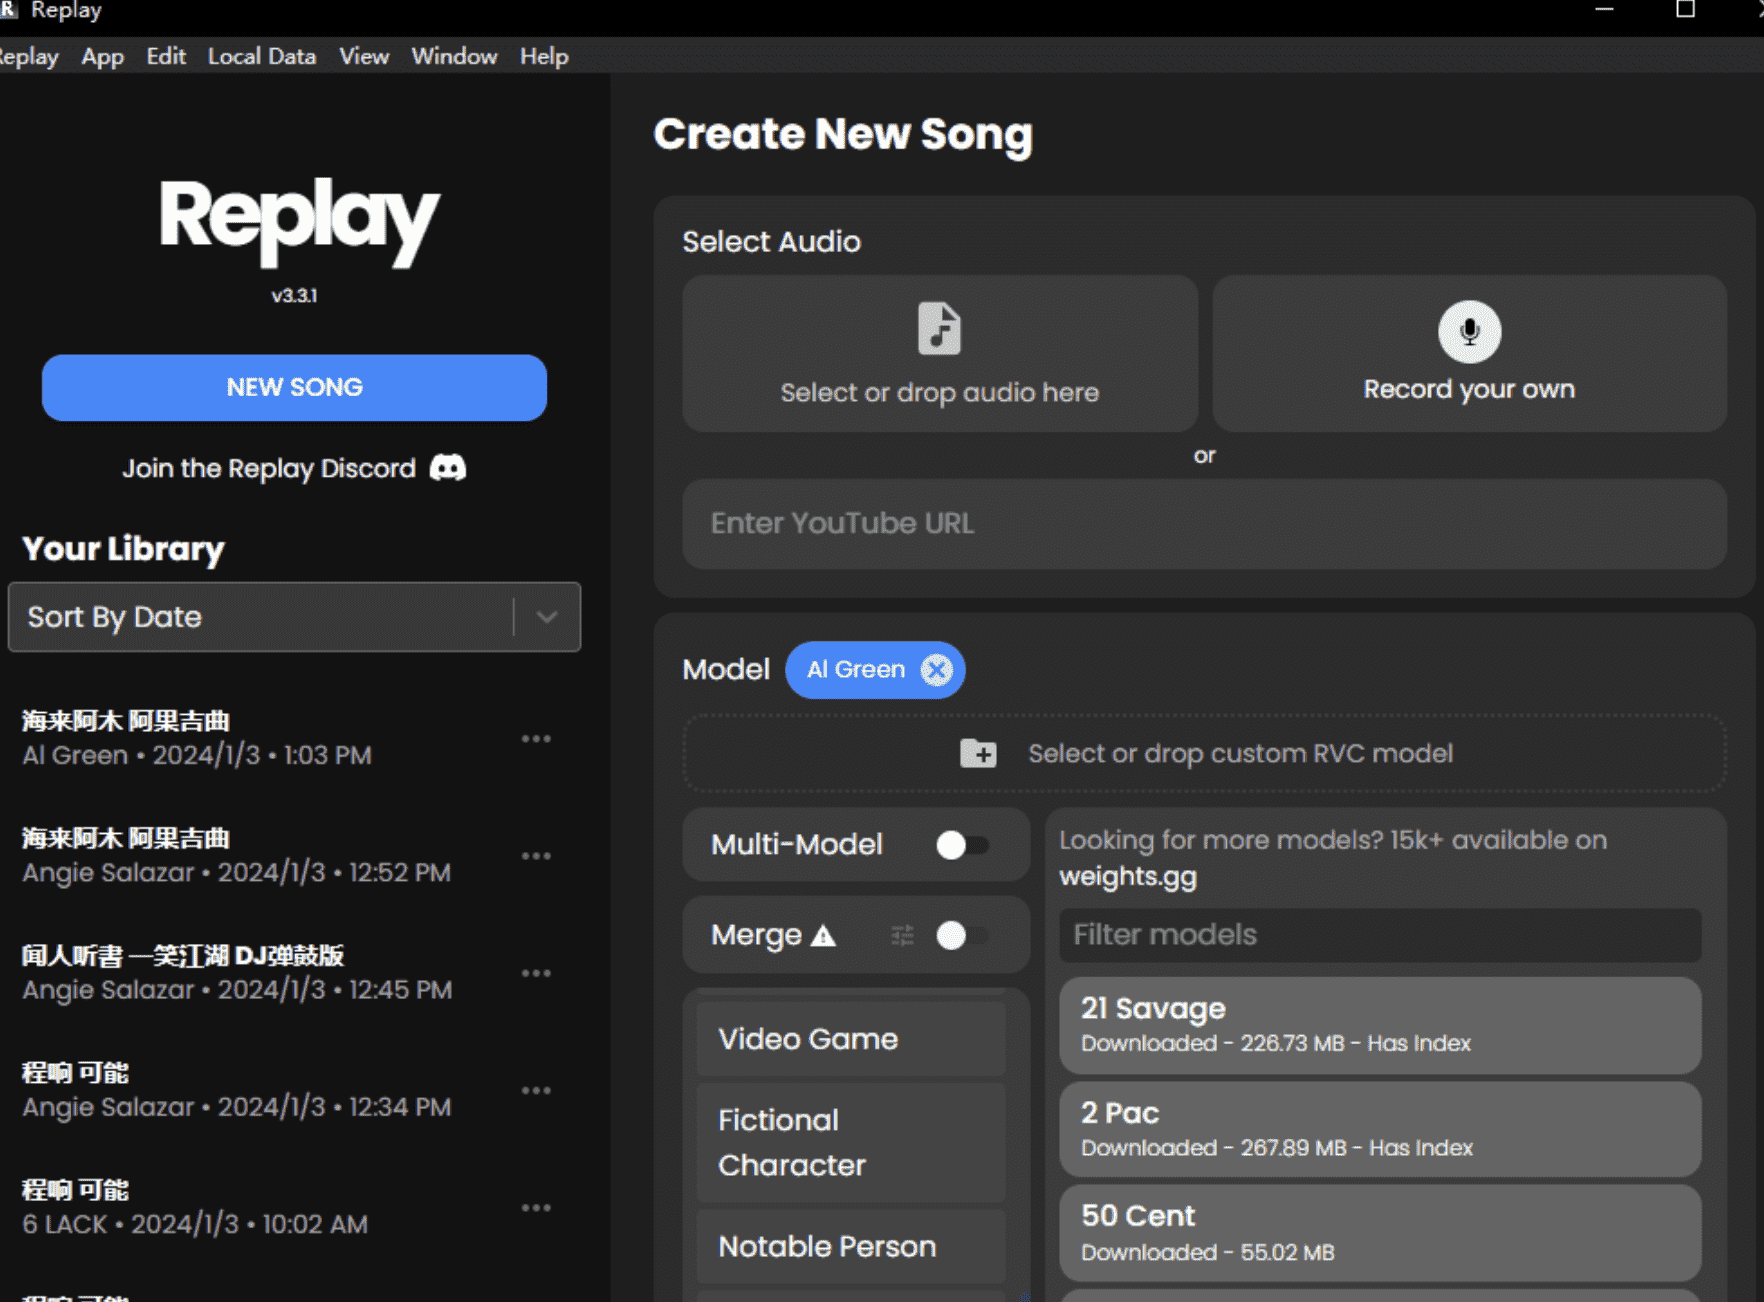 Replay
Replay App Edit Local Data View Window Help
Replay
v3.3.1
NEW SONG
Join the Replay Discord
Your Library
Sort By Date
海来阿木 阿果吉曲
Al Green • 2024/1/3 • 1:03 PM
海来阿木 阿果吉曲
Angie Salazar • 2024/1/3 • 12:52 PM
闻人听書 一笑江湖 DJ弹鼓版
Angie Salazar • 2024/1/3 • 12:45 PM
程响 可能
Angie Salazar • 2024/1/3 • 12:34 PM
程响 可能
6 LACK • 2024/1/3 • 10:02 AM
程响 可能
Create New Song
Select Audio
Select or drop audio here
Record your own
or
Enter YouTube URL
Model Al Green
Select or drop custom RVC model
Multi-Model
Merge
Video Game
Fictional
Character
Notable Person
Looking for more models? 15k+ available on
weights.gg
Filter models
21 Savage
Downloaded - 226.73 MB - Has Index
2 Pac
Downloaded - 267.89 MB - Has Index
50 Cent
Downloaded - 55.02 MB